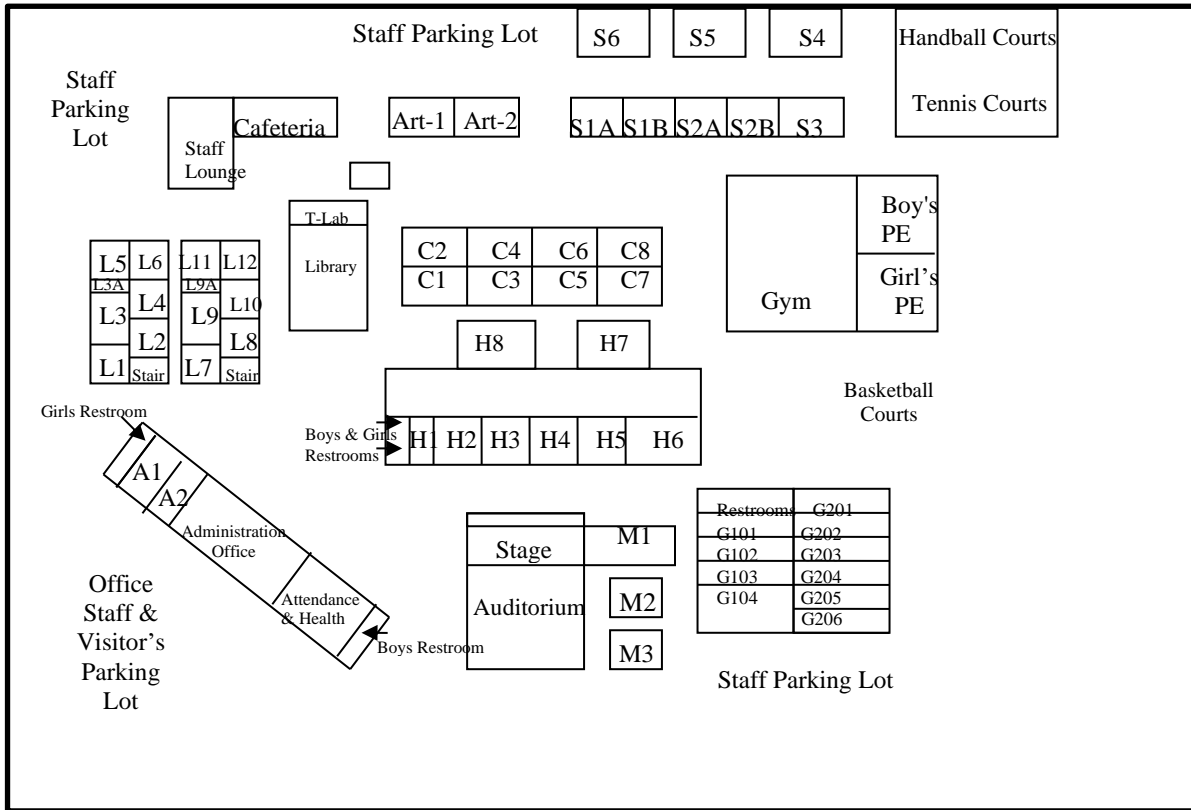 Staff Parking Lot
S6
S5
S4
Handball Courts
Tennis Courts
Staff
Parking
Lot
Cafeteria
Staff
Lounge
Art-1
Art-2
S1A
S1B
S2A
S2B
S3
T-Lab
Library
Boy's
PE
Girl's
PE
Gym
L5
L6
L3A
L3
L4
L2
L1
Stair
L11
L12
L9A
L9
L10
L8
L7
Stair
C2
C4
C6
C8
C1
C3
C5
C7
H8
H7
Basketball
Courts
Girls Restroom
Boys & Girls
Restrooms
H1
H2
H3
H4
H5
H6
A1
A2
Administration
Office
Attendance
& Health
Boys Restroom
Office
Staff &
Visitor's
Parking
Lot
Stage
Auditorium
M1
M2
M3
Restrooms
G201
G101
G202
G102
G203
G103
G204
G104
G205
G206
Staff Parking Lot